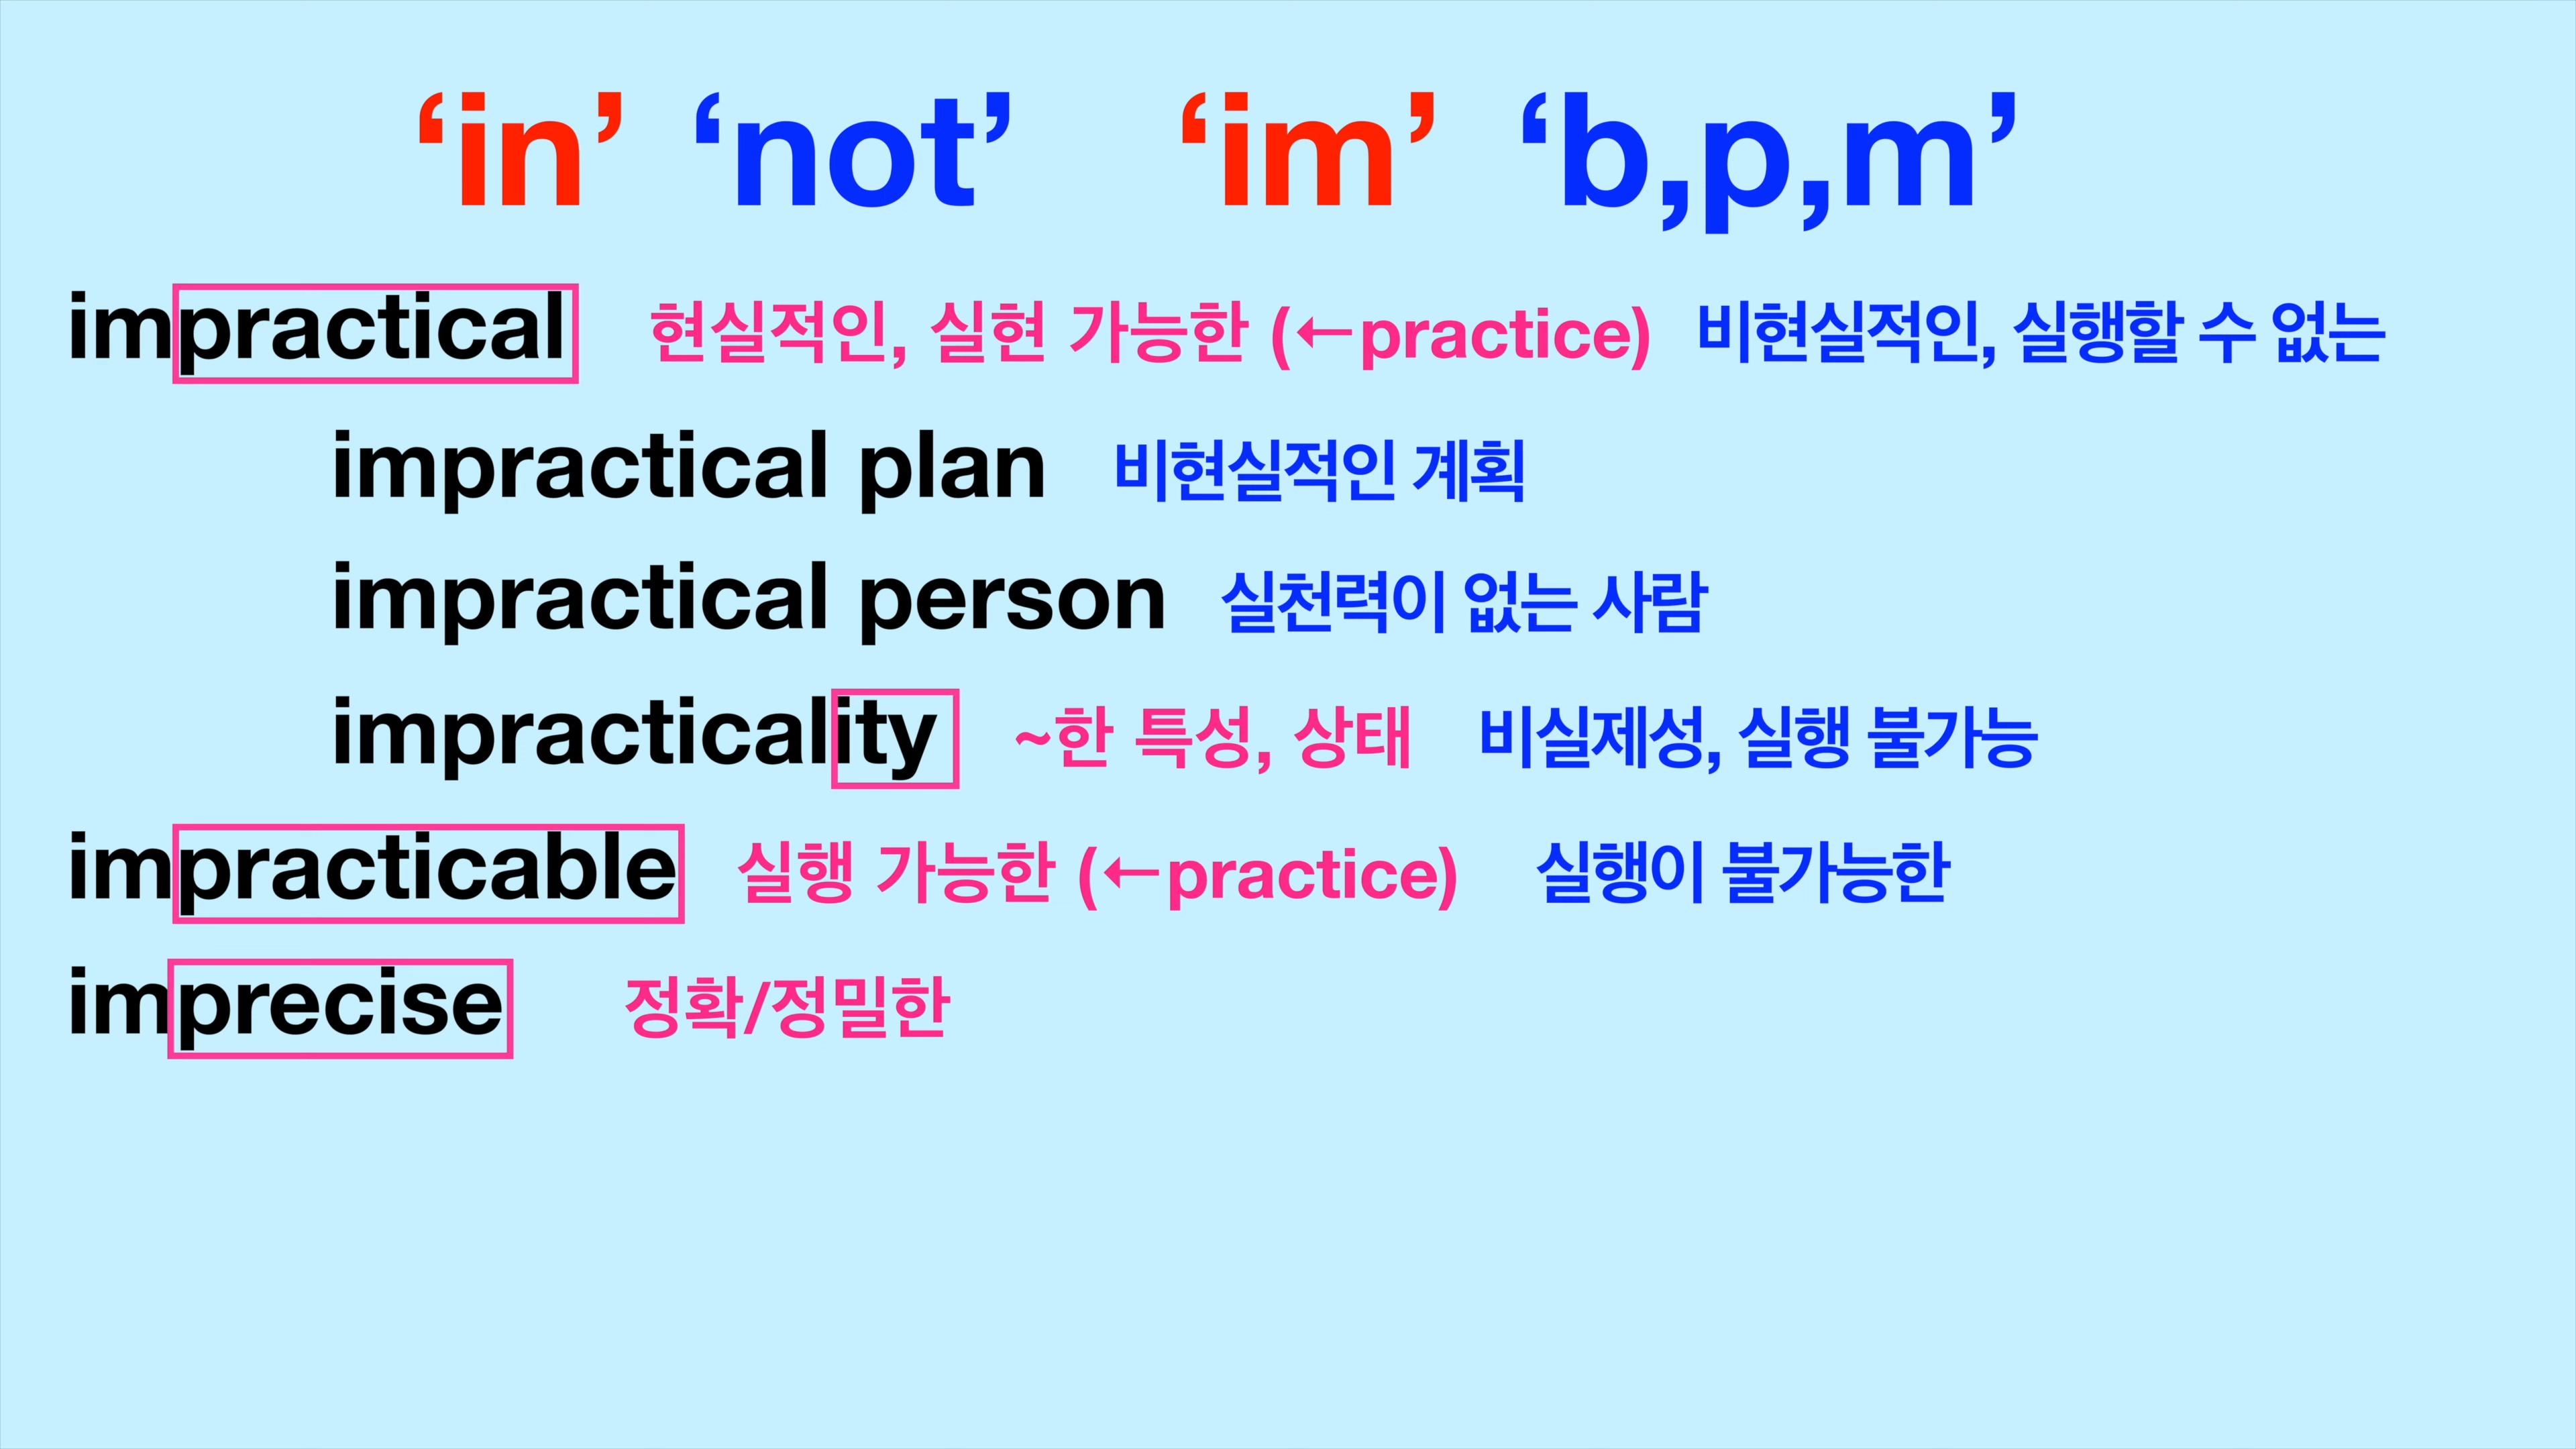 ‘in’ ‘not’ ‘im’ ‘b,p,m’
impractical 현실적인, 실현 가능한 (←practice) 비현실적인, 실행할 수 없는
impractical plan 비현실적인 계획
impractical person 실천력이 없는 사람
impracticality ~한 특성, 상태 비실제성, 실행 불가능
impracticable 실행 가능한 (←practice) 실행이 불가능한
imprecise 정확/정밀한